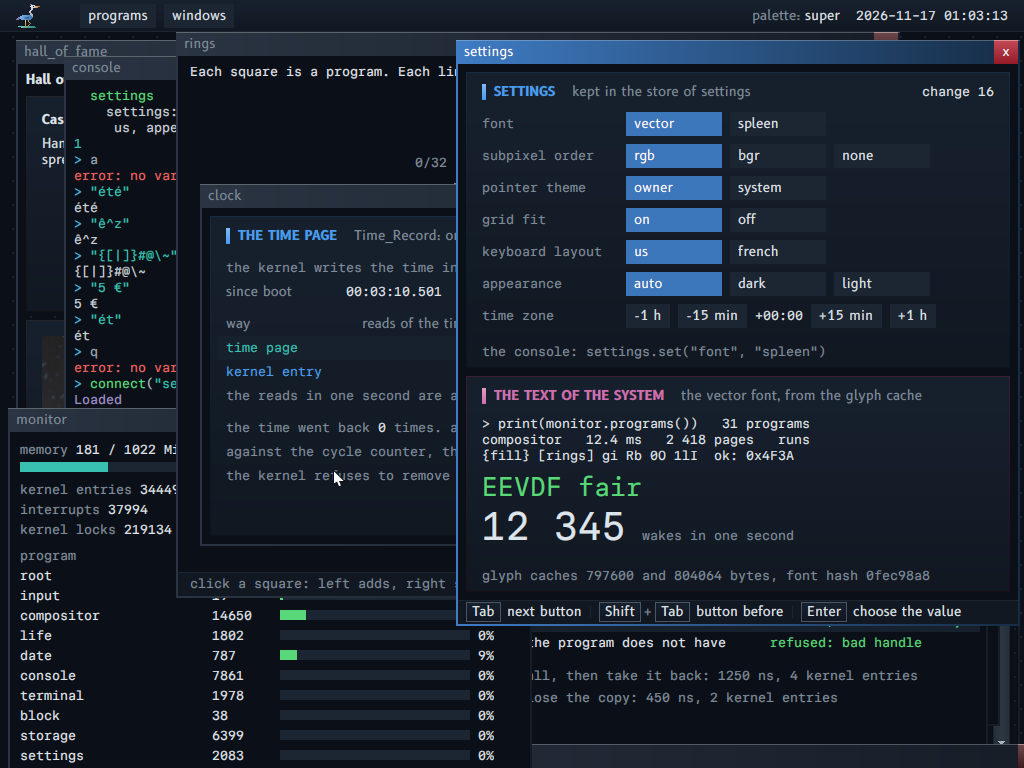 programs windows palette: super 2026-11-17 01:03:13
hall_of_fame
Hall o
Cas
Han
spre
console
settings
settings:
us, appe
1
> a
error: no var
> "été"
été
> "ê^z"
ê^z
> "{[|]}#@\~"
{[|]}#@\~
> "5 €"
5 €
> "ét"
ét
> q
error: no var
> connect("se
Loaded
rings
Each square is a program. Each lin
0/32
click a square: left adds, right s
clock
THE TIME PAGE Time_Record: or
the kernel writes the time in
since boot 00:03:10.501
way reads of the tim
time page
kernel entry
the reads in one second are a
the time went back 0 times. a
against the cycle counter, th
the kernel refuses to remove
settings x
SETTINGS kept in the store of settings change 16
font vector spleen
subpixel order rgb bgr none
pointer theme owner system
grid fit on off
keyboard layout us french
appearance auto dark light
time zone -1 h -15 min +00:00 +15 min +1 h
the console: settings.set("font", "spleen")
THE TEXT OF THE SYSTEM the vector font, from the glyph cache
> print(monitor.programs()) 31 programs
compositor 12.4 ms 2 418 pages runs
{fill} [rings] gi Rb 0O 1lI ok: 0x4F3A
EEVDF fair
12 345 wakes in one second
glyph caches 797600 and 804064 bytes, font hash 0fec98a8
Tab next button Shift + Tab button before Enter choose the value
monitor
memory 181 / 1022 Mi
kernel entries 34449
interrupts 37994
kernel locks 219134
program
root
input
compositor 14650
life 1802 0%
date 787 9%
console 7861 0%
terminal 1978 0%
block 38 0%
storage 6399 0%
settings 2083 0%
the program does not have refused: bad handle
all, then take it back: 1250 ns, 4 kernel entries
lose the copy: 450 ns, 2 kernel entries